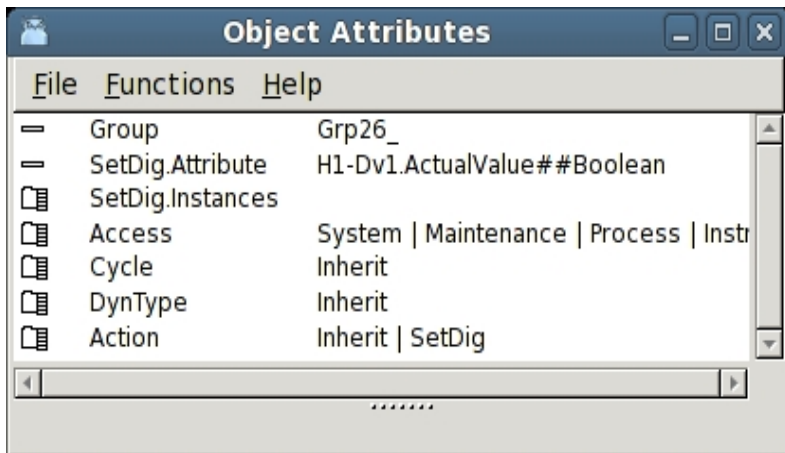 Object Attributes
File Functions Help
Group Grp26_
SetDig.Attribute H1-Dv1.ActualValue##Boolean
SetDig.Instances
Access System | Maintenance | Process | Instr
Cycle Inherit
DynType Inherit
Action Inherit | SetDig